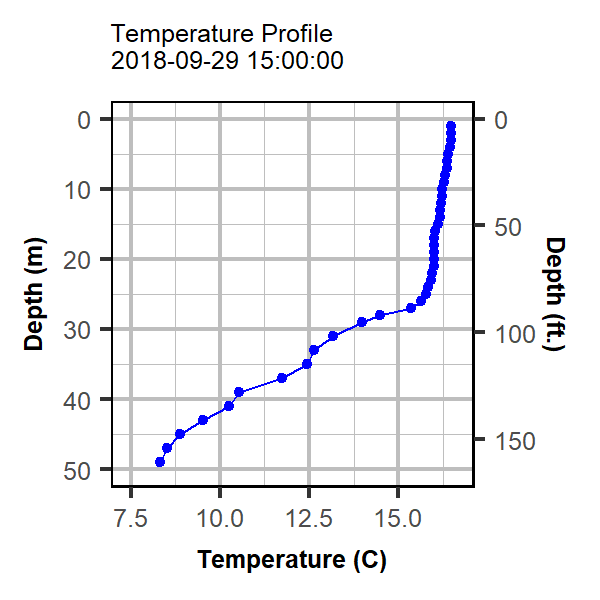 Temperature Profile
2018-09-29 15:00:00
0
10
20
30
40
50
Depth (m)
0
50
100
150
Depth (ft.)
7.5 10.0 12.5 15.0
Temperature (C)